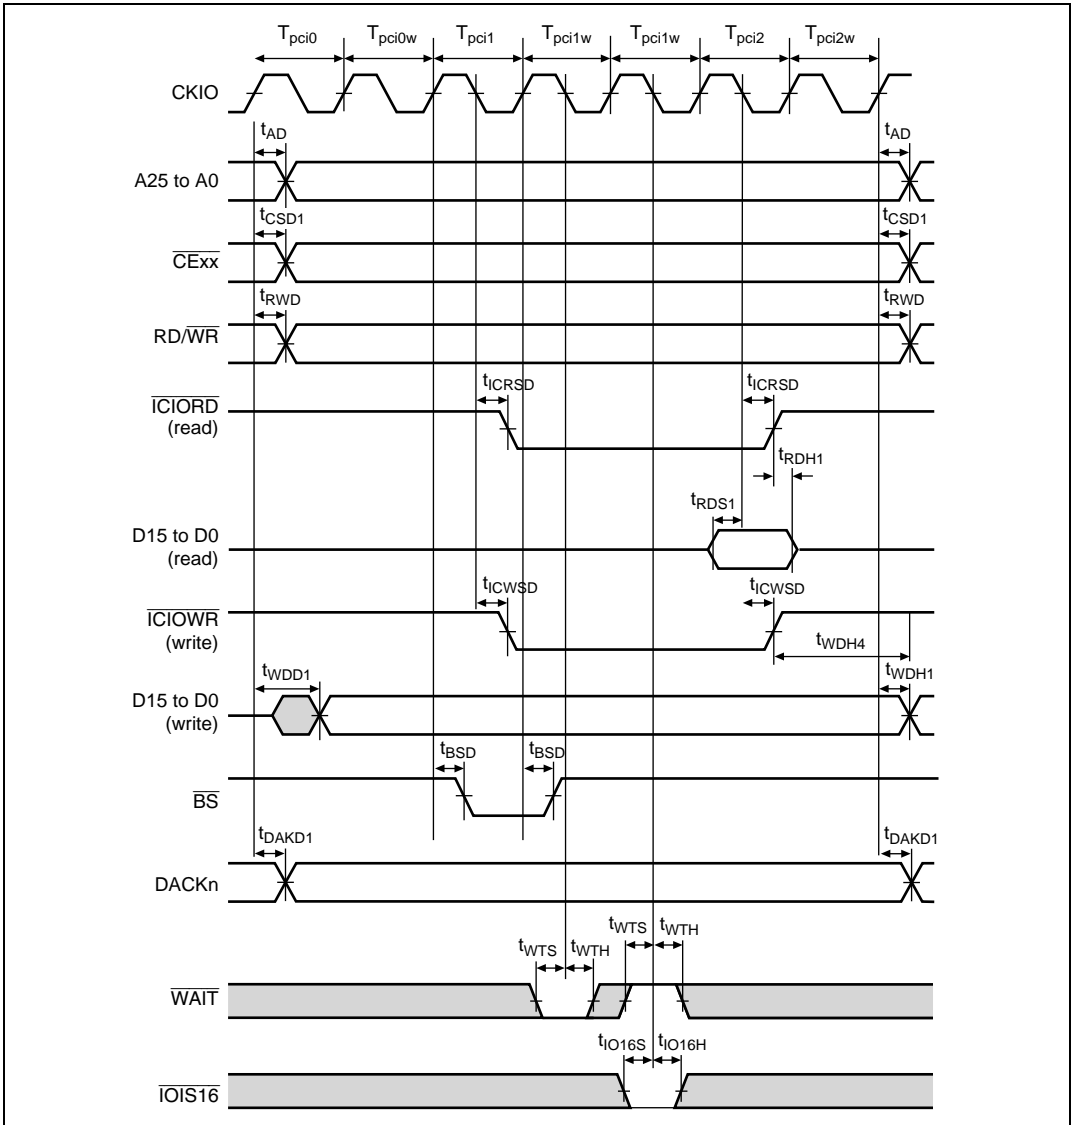 Tpci0 Tpci0w Tpci1 Tpci1w Tpci1w Tpci2 Tpci2w
CKIO
tAD tAD
A25 to A0
tCSD1 tCSD1
CExx
tRWD tRWD
RD/WR
tICRSD tICRSD
ICIORD
(read)
tRDH1
tRDS1
D15 to D0
(read)
tICWSD tICWSD
ICIOWR
(write)
tWDH4
tWDD1 tWDH1
D15 to D0
(write)
tBSD tBSD
BS
tDAKD1 tDAKD1
DACKn
tWTS tWTH tWTS tWTH
WAIT
tIO16S tIO16H
IOIS16